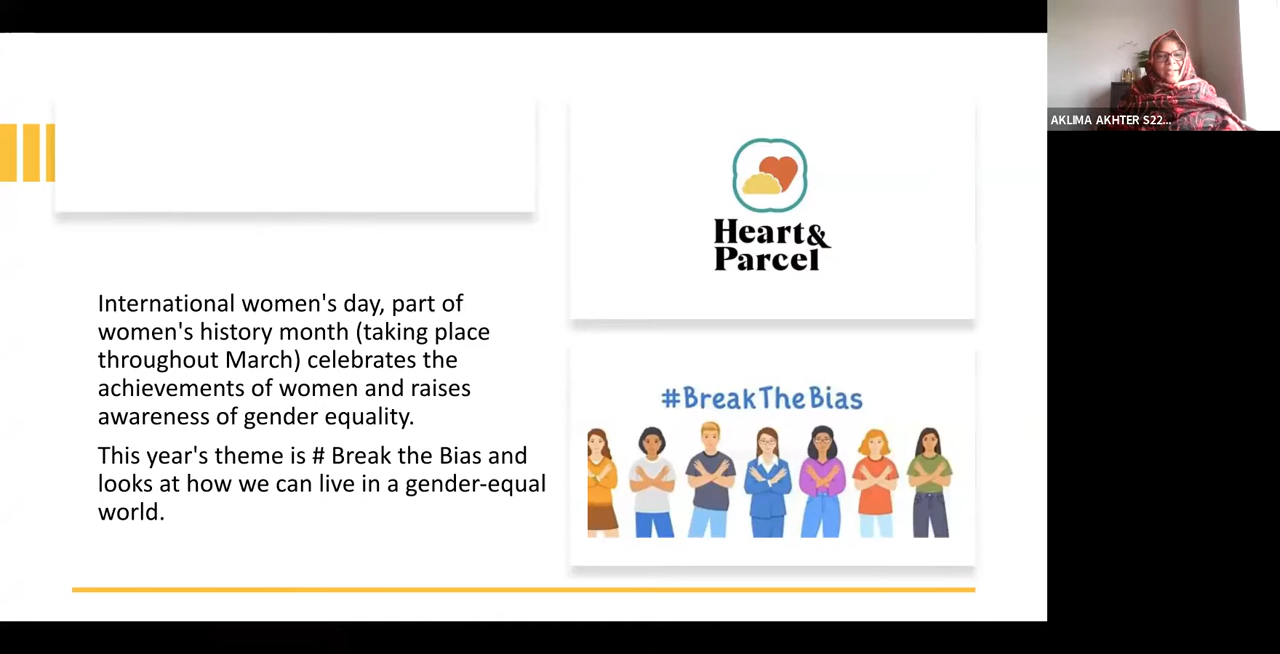 AKLIMA AKHTER S22...
Heart&
Parcel
International women's day, part of
women's history month (taking place
throughout March) celebrates the
achievements of women and raises
awareness of gender equality.
This year's theme is # Break the Bias and
looks at how we can live in a gender-equal
world.
#BreakTheBias